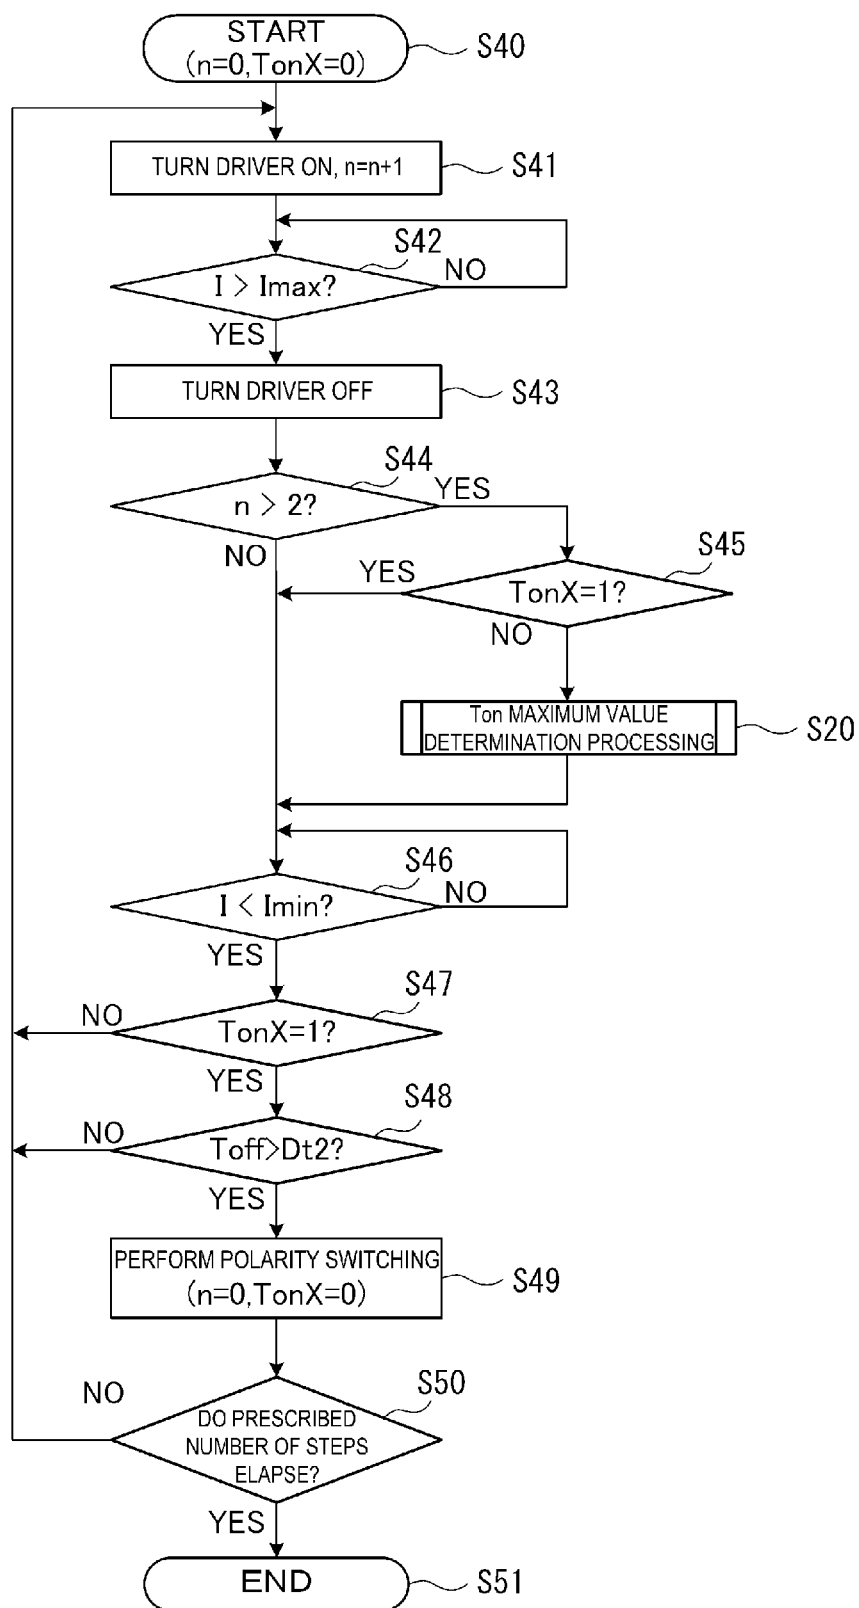 START
(n=0,TonX=0)
S40
TURN DRIVER ON, n=n+1
S41
S42
I > Imax?
NO
YES
TURN DRIVER OFF
S43
S44
n > 2?
YES
NO
S45
YES
TonX=1?
NO
Ton MAXIMUM VALUE
DETERMINATION PROCESSING
S20
S46
I < Imin?
NO
YES
S47
NO
TonX=1?
YES
S48
NO
Toff>Dt2?
YES
PERFORM POLARITY SWITCHING
(n=0,TonX=0)
S49
S50
NO
DO PRESCRIBED
NUMBER OF STEPS
ELAPSE?
YES
END
S51